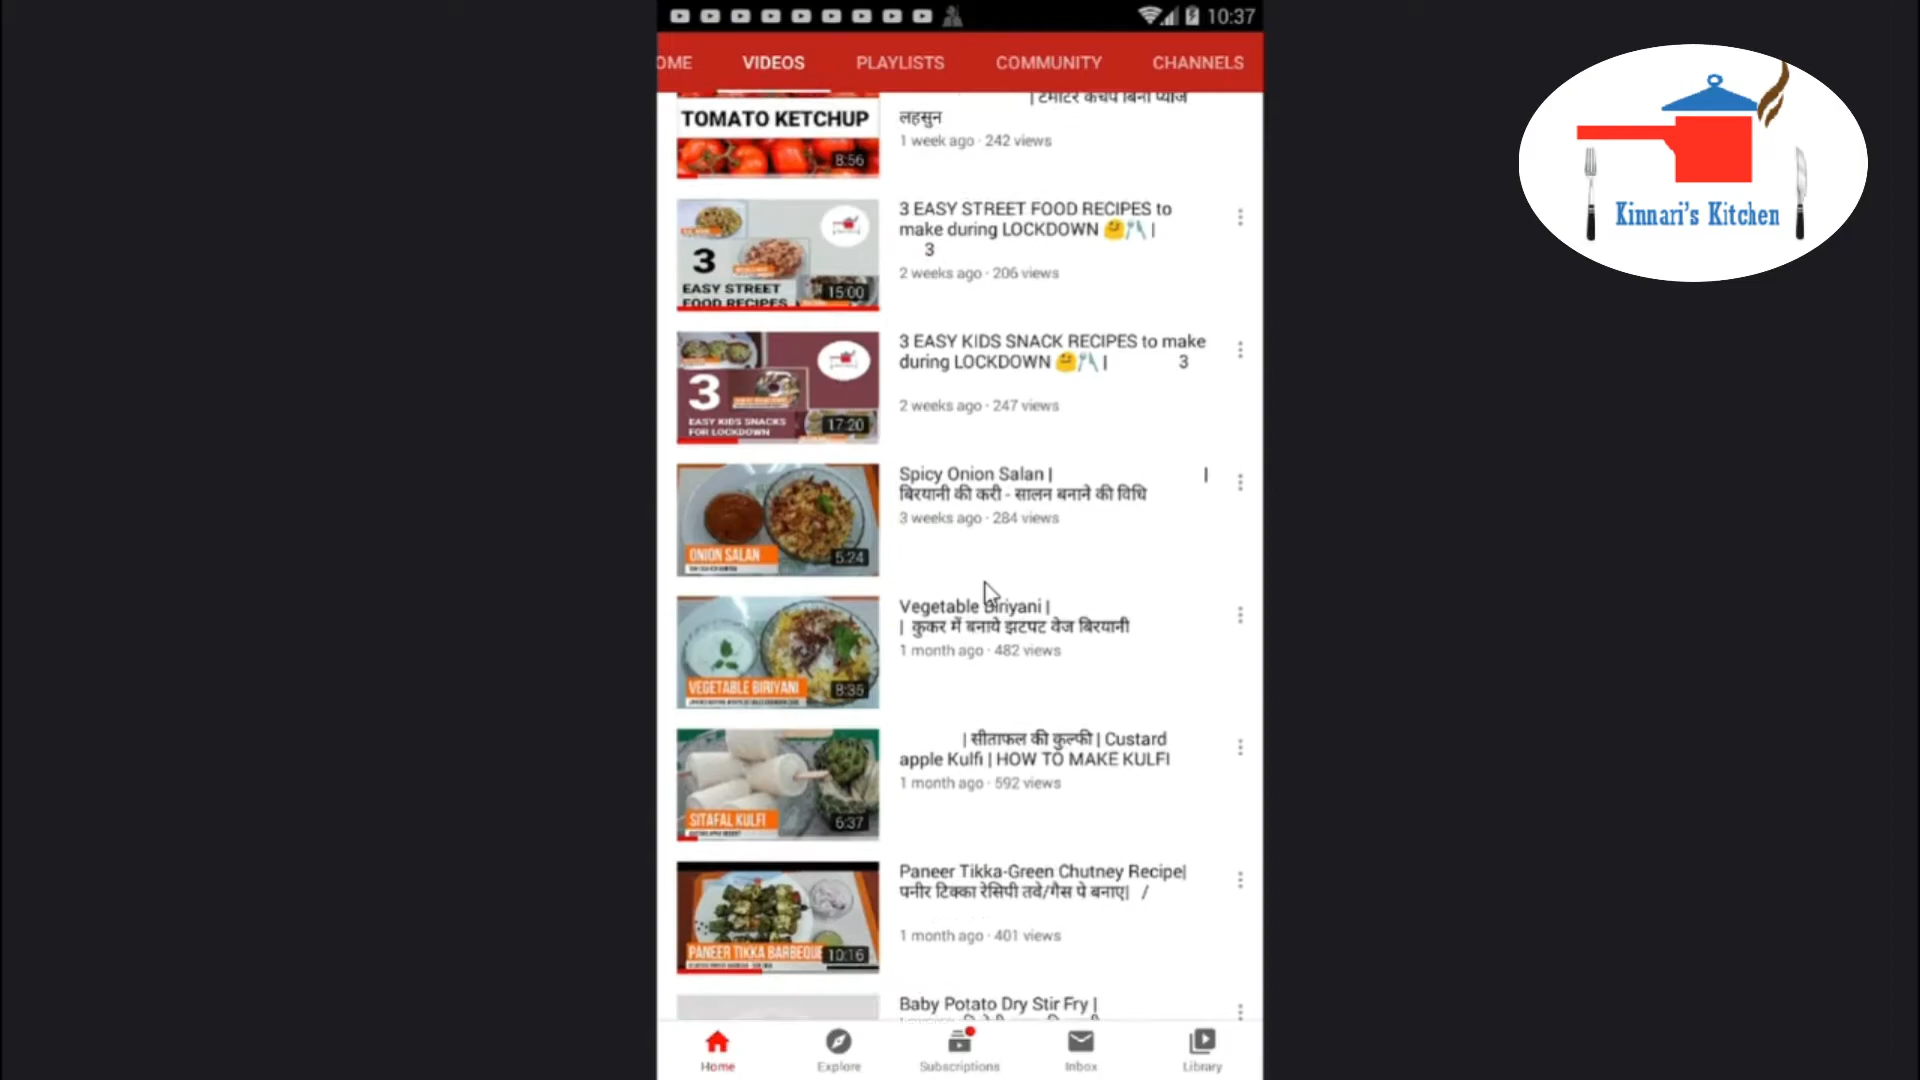 10:37
OME VIDEOS PLAYLISTS COMMUNITY CHANNELS
TOMATO KETCHUP
8:56
| टमाटर कैचप बिना प्याज
लहसुन
1 week ago · 242 views
3
EASY STREET
FOOD RECIPES
15:00
3 EASY STREET FOOD RECIPES to
make during LOCKDOWN 🤗🍴 |
3
2 weeks ago · 206 views
3
EASY KIDS SNACKS
FOR LOCKDOWN
17:20
3 EASY KIDS SNACK RECIPES to make
during LOCKDOWN 🤗🍴 | 3
2 weeks ago · 247 views
ONION SALAN
5:24
Spicy Onion Salan | |
बिरयानी की करी - सालन बनाने की विधि
3 weeks ago · 284 views
VEGETABLE BIRIYANI
8:35
Vegetable Biriyani |
| कुकर में बनाये झटपट वेज बिरयानी
1 month ago · 482 views
SITAFAL KULFI
6:37
| सीताफल की कुल्फी | Custard
apple Kulfi | HOW TO MAKE KULFI
1 month ago · 592 views
PANEER TIKKA BARBEQUE
10:16
Paneer Tikka-Green Chutney Recipe|
पनीर टिक्का रेसिपी तवे/गैस पे बनाए| /
1 month ago · 401 views
Baby Potato Dry Stir Fry |
Home Explore Subscriptions Inbox Library
Kinnari's Kitchen